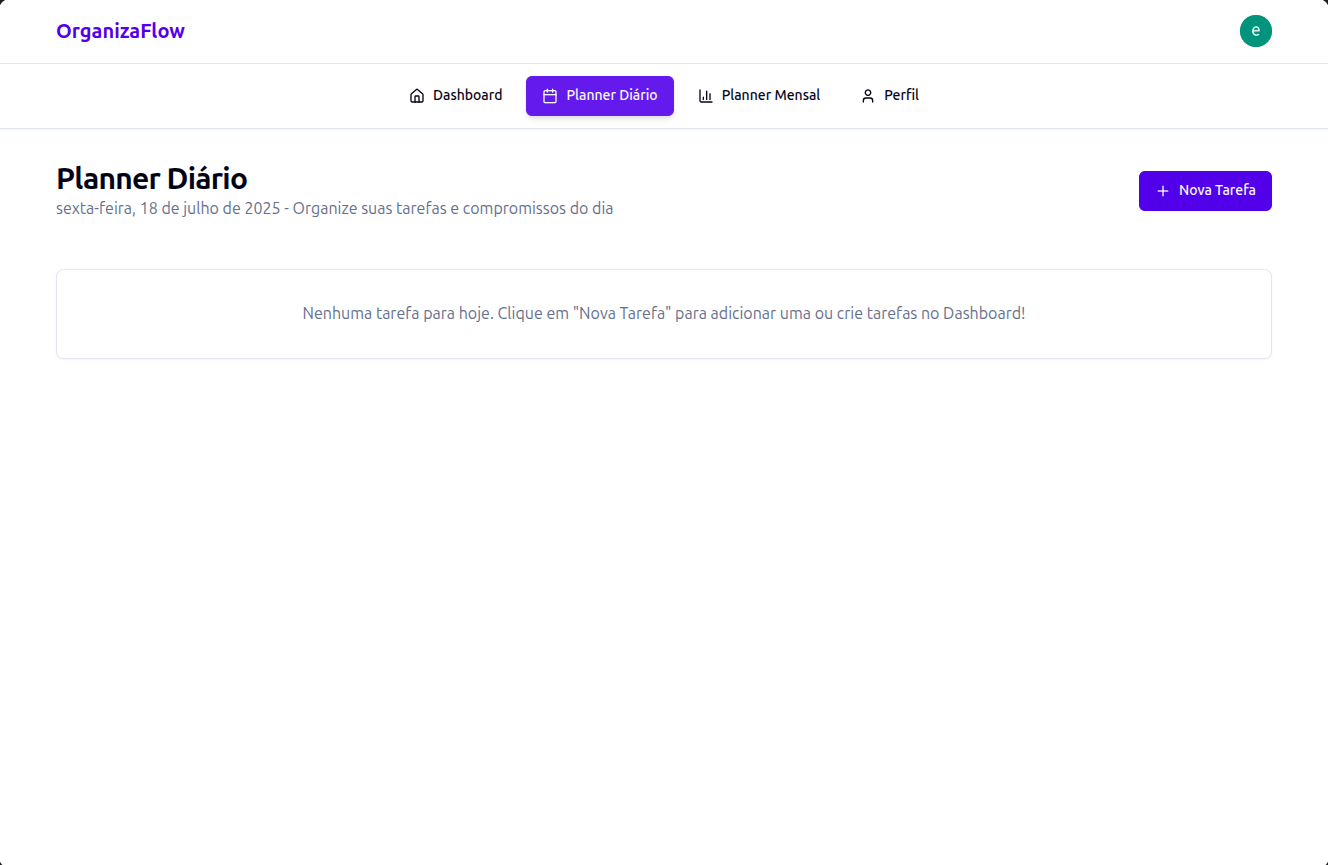 OrganizaFlow
e
Dashboard
Planner Diário
Planner Mensal
Perfil
Planner Diário
sexta-feira, 18 de julho de 2025 - Organize suas tarefas e compromissos do dia
Nova Tarefa
Nenhuma tarefa para hoje. Clique em "Nova Tarefa" para adicionar uma ou crie tarefas no Dashboard!